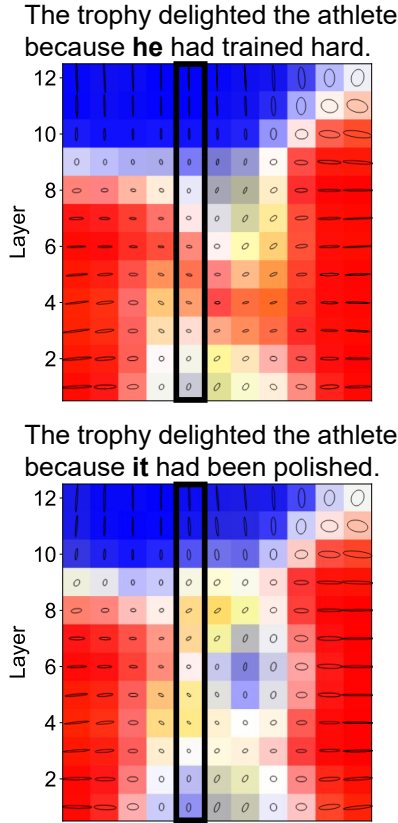 The trophy delighted the athlete
because he had trained hard.
12
10
8
6
4
2
Layer
The trophy delighted the athlete
because it had been polished.
12
10
8
6
4
2
Layer